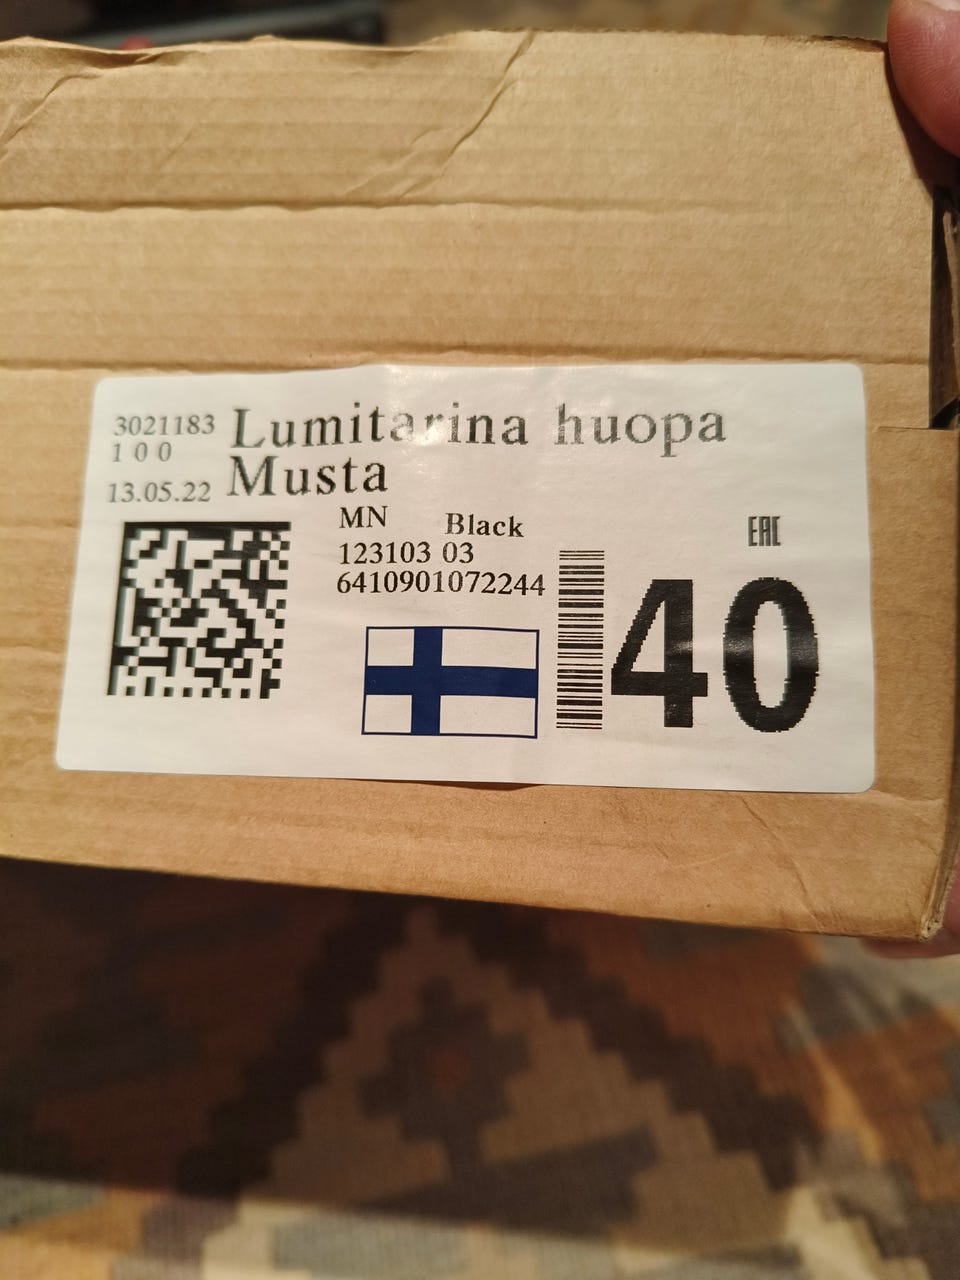 3021183
1 0 0
13.05.22
Lumitarina huopa
Musta
MN Black
123103 03
6410901072244
EAC
40